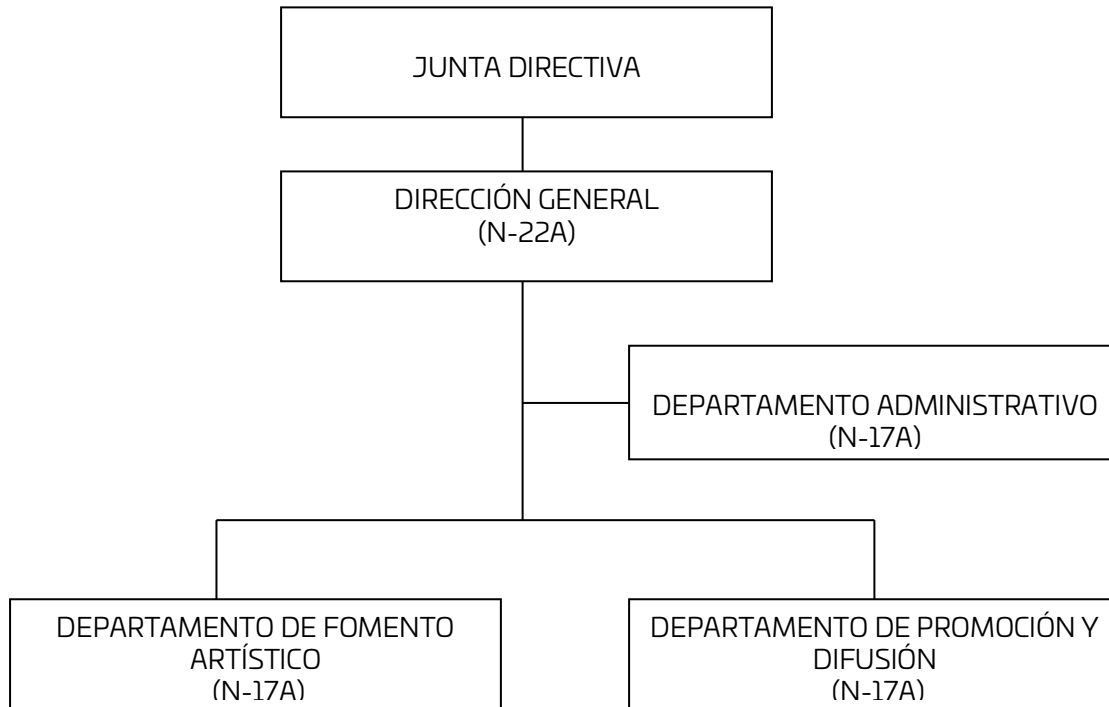 JUNTA DIRECTIVA
DIRECCIÓN GENERAL
(N-22A)
DEPARTAMENTO ADMINISTRATIVO
(N-17A)
DEPARTAMENTO DE FOMENTO
ARTÍSTICO
(N-17A)
DEPARTAMENTO DE PROMOCIÓN Y
DIFUSIÓN
(N-17A)